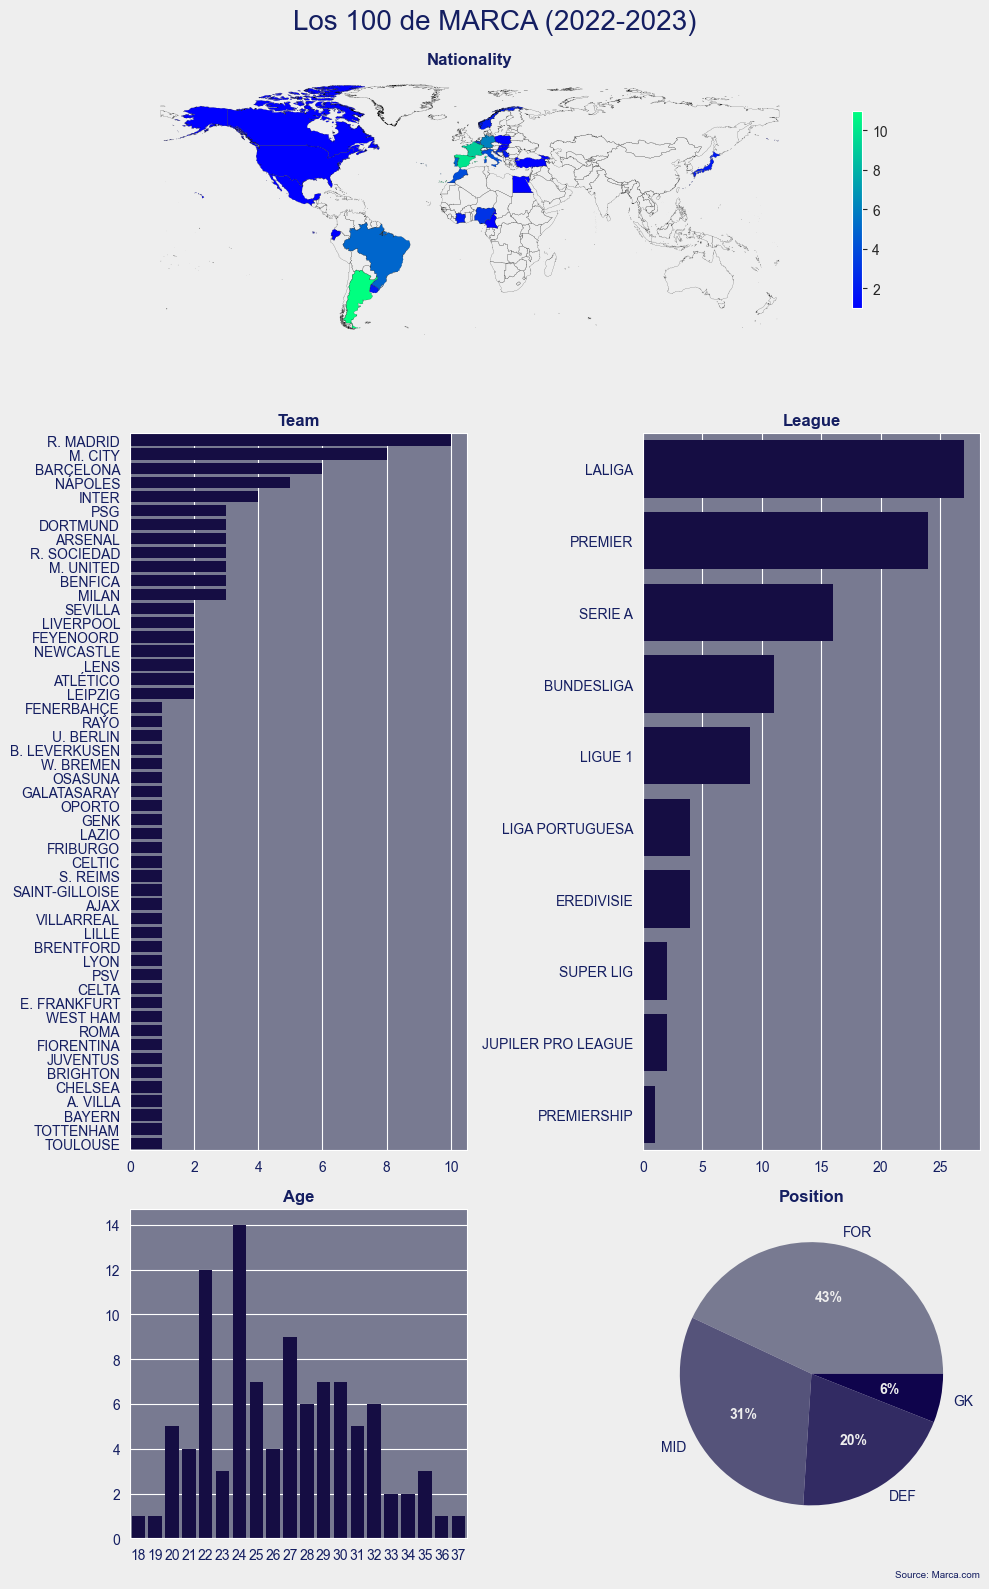 Los 100 de MARCA (2022-2023)
Nationality
10
8
6
4
2
Team
R. MADRID
M. CITY
BARCELONA
NÁPOLES
INTER
PSG
DORTMUND
ARSENAL
R. SOCIEDAD
M. UNITED
BENFICA
MILAN
SEVILLA
LIVERPOOL
FEYENOORD
NEWCASTLE
LENS
ATLÉTICO
LEIPZIG
FENERBAHÇE
RAYO
U. BERLIN
B. LEVERKUSEN
W. BREMEN
OSASUNA
GALATASARAY
OPORTO
GENK
LAZIO
FRIBURGO
CELTIC
S. REIMS
SAINT-GILLOISE
AJAX
VILLARREAL
LILLE
BRENTFORD
LYON
PSV
CELTA
E. FRANKFURT
WEST HAM
ROMA
FIORENTINA
JUVENTUS
BRIGHTON
CHELSEA
A. VILLA
BAYERN
TOTTENHAM
TOULOUSE
0 2 4 6 8 10
League
LALIGA
PREMIER
SERIE A
BUNDESLIGA
LIGUE 1
LIGA PORTUGUESA
EREDIVISIE
SUPER LIG
JUPILER PRO LEAGUE
PREMIERSHIP
0 5 10 15 20 25
Age
14
12
10
8
6
4
2
0
18 19 20 21 22 23 24 25 26 27 28 29 30 31 32 33 34 35 36 37
Position
FOR
43%
6%
GK
31%
20%
MID
DEF
Source: Marca.com